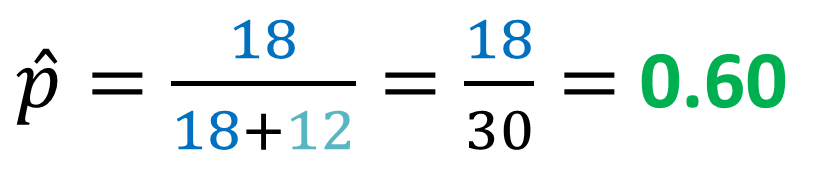 p̂ = 18 / 18+12 = 18 / 30 = 0.60